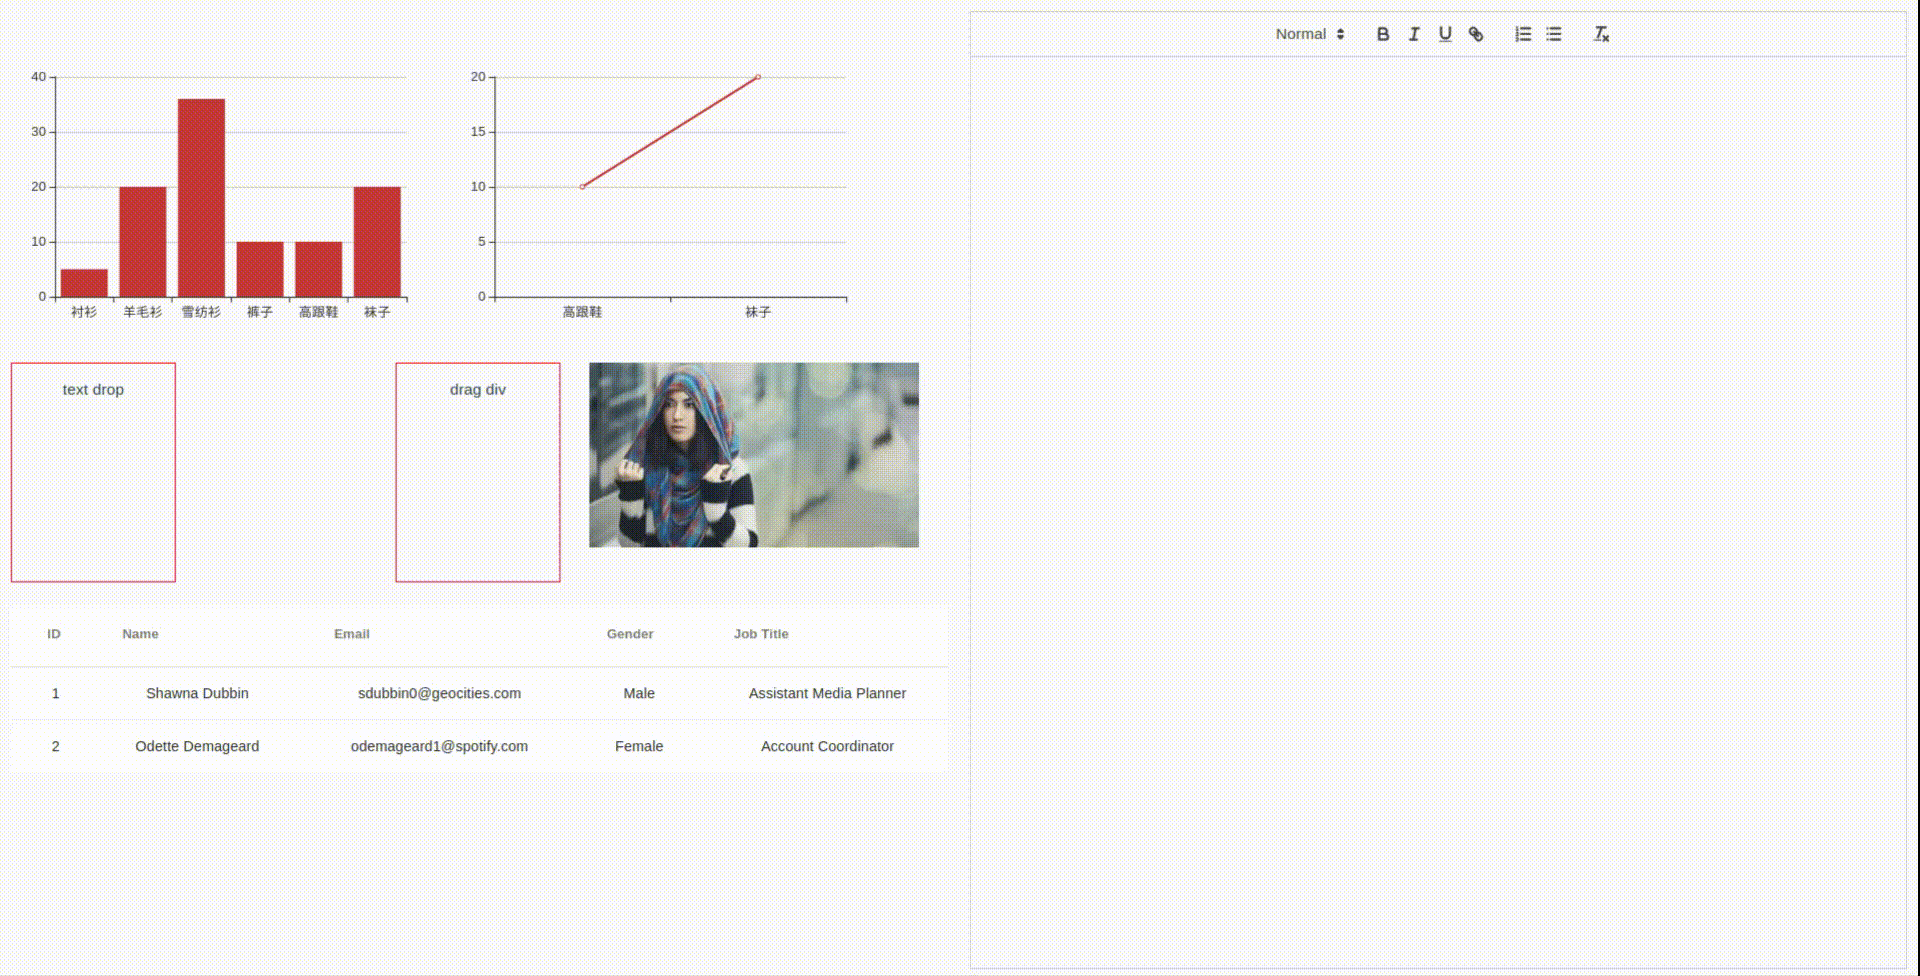 Normal
40
30
20
10
0
衬衫 羊毛衫 雪纺衫 裤子 高跟鞋 袜子
20
15
10
5
0
高跟鞋 袜子
text drop
drag div
ID Name Email Gender Job Title
1 Shawna Dubbin sdubbin0@geocities.com Male Assistant Media Planner
2 Odette Demageard odemageard1@spotify.com Female Account Coordinator